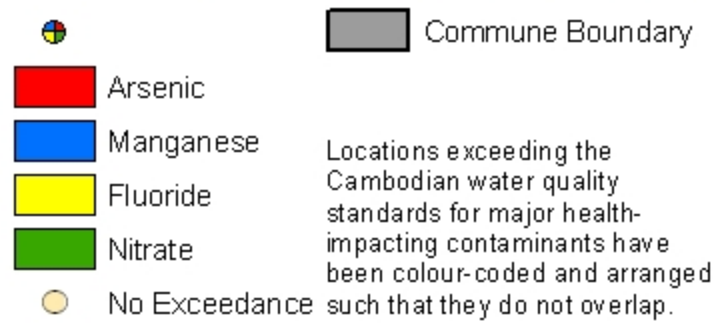 Commune Boundary
Arsenic
Manganese
Fluoride
Nitrate
No Exceedance
Locations exceeding the
Cambodian water quality
standards for major health-
impacting contaminants have
been colour-coded and arranged
such that they do not overlap.